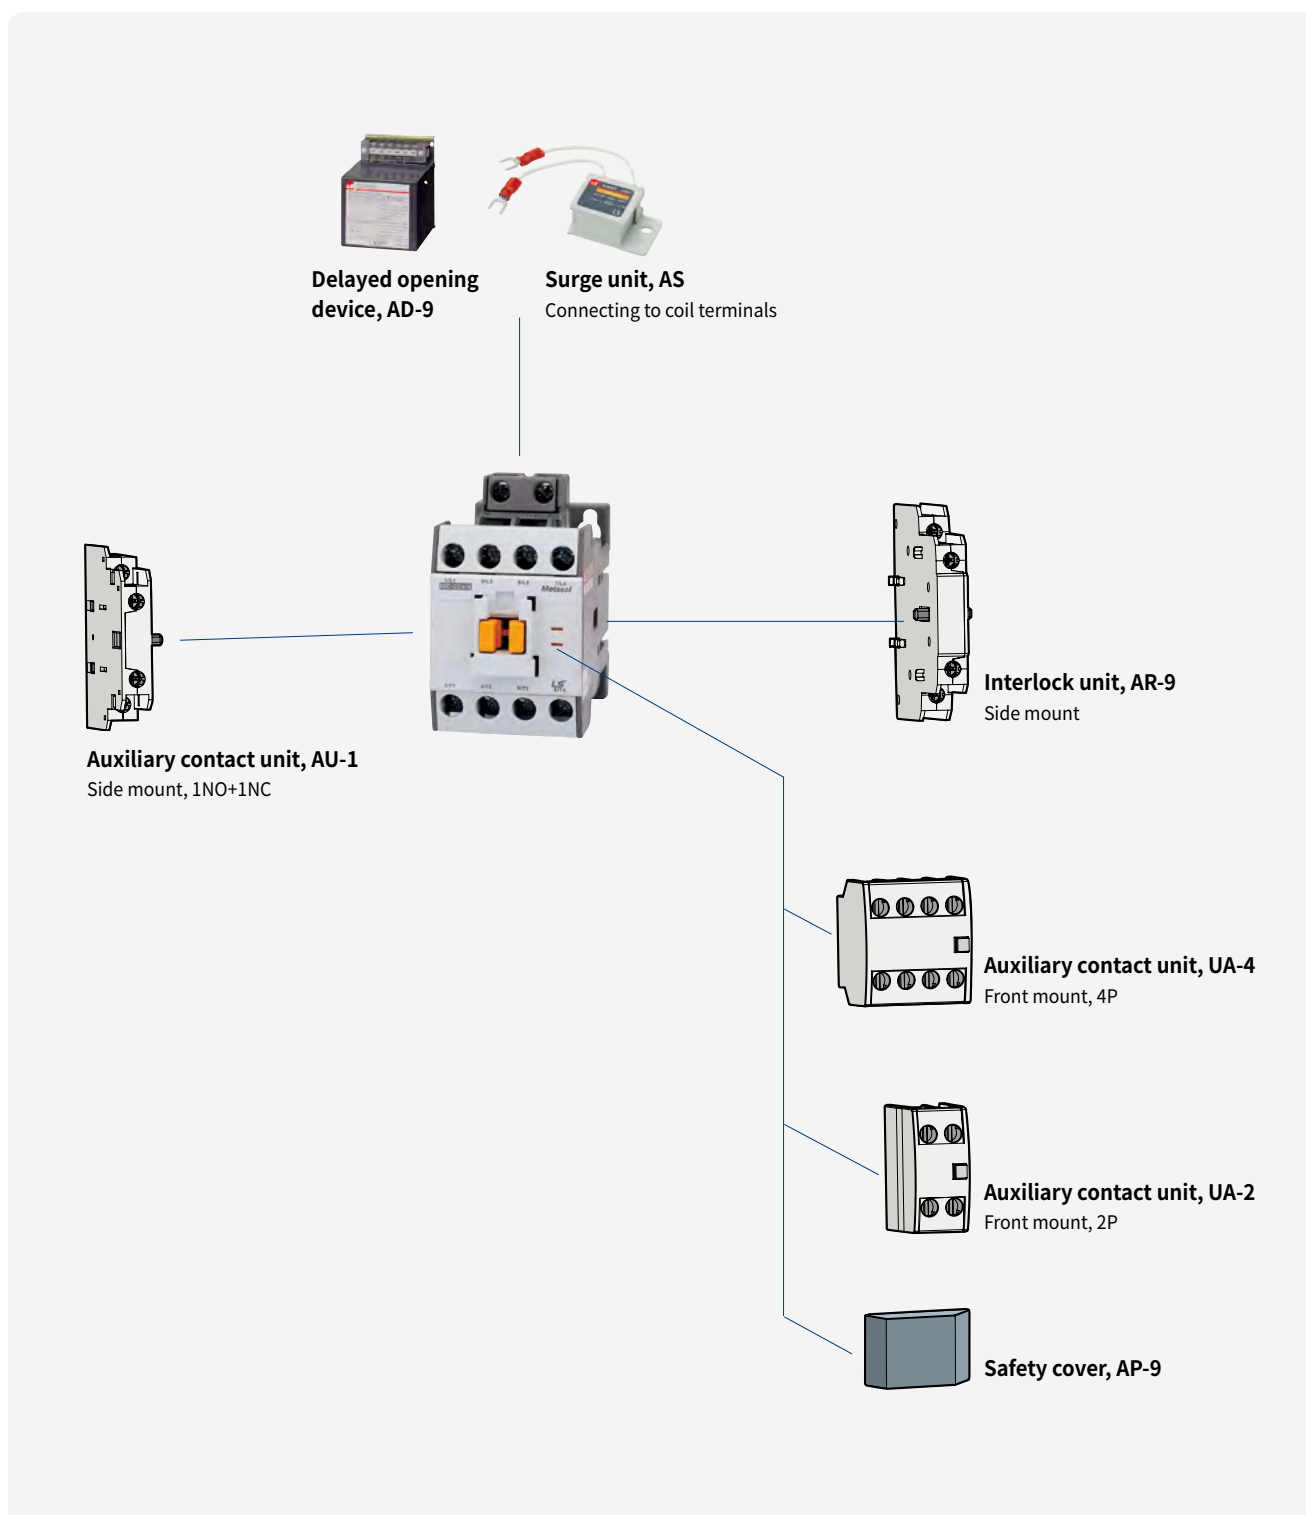 Delayed opening
device, AD-9
Surge unit, AS
Connecting to coil terminals
Metasol
LS
Interlock unit, AR-9
Side mount
Auxiliary contact unit, AU-1
Side mount, 1NO+1NC
Auxiliary contact unit, UA-4
Front mount, 4P
Auxiliary contact unit, UA-2
Front mount, 2P
Safety cover, AP-9